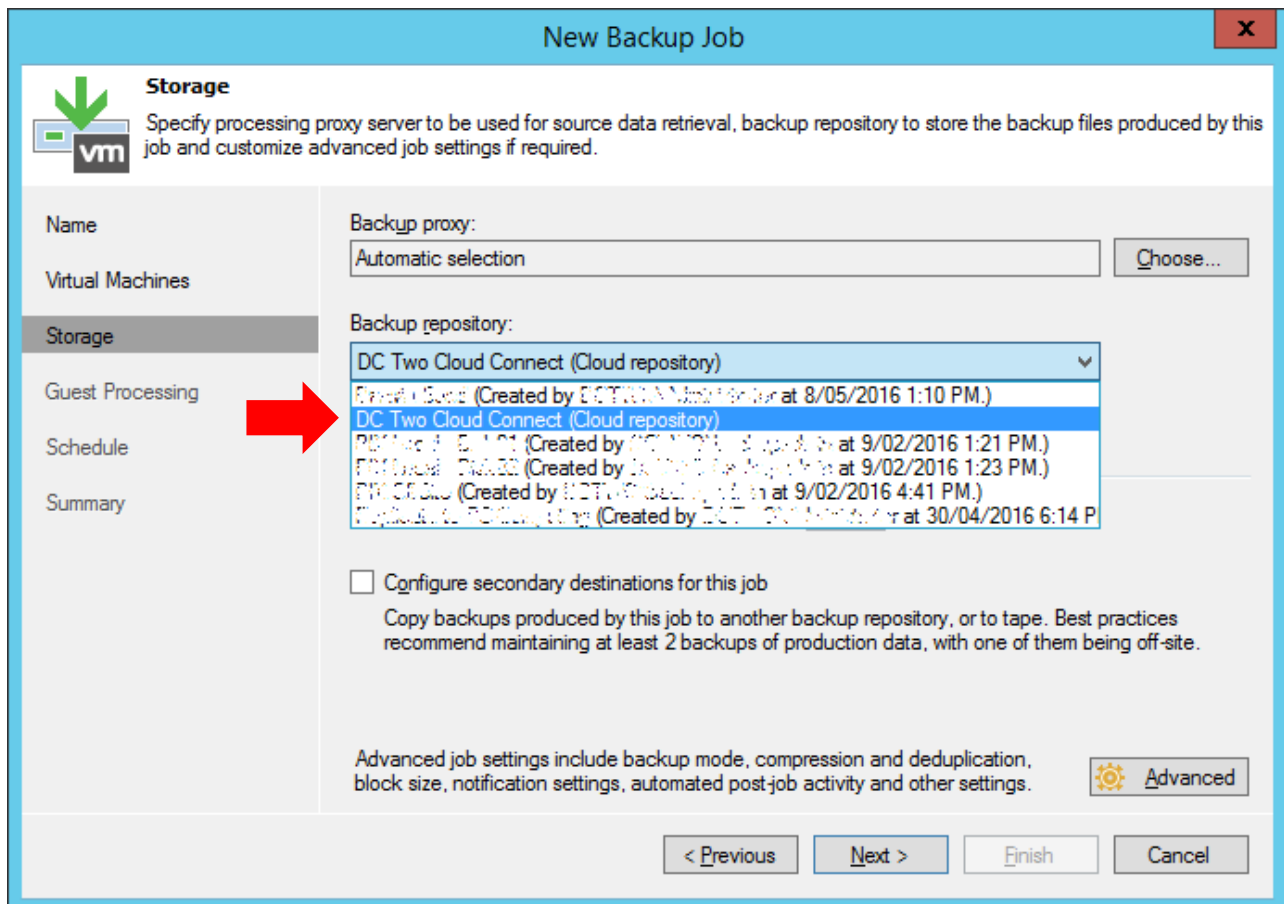 New Backup Job
x
Storage
Specify processing proxy server to be used for source data retrieval, backup repository to store the backup files produced by this
job and customize advanced job settings if required.
vm
Name
Virtual Machines
Storage
Guest Processing
Schedule
Summary
Backup proxy:
Automatic selection
Choose...
Backup repository:
DC Two Cloud Connect (Cloud repository)
(Created by at 8/05/2016 1:10 PM.)
DC Two Cloud Connect (Cloud repository)
(Created by at 9/02/2016 1:21 PM.)
(Created by at 9/02/2016 1:23 PM.)
(Created by at 9/02/2016 4:41 PM.)
(Created by at 30/04/2016 6:14 P
Configure secondary destinations for this job
Copy backups produced by this job to another backup repository, or to tape. Best practices
recommend maintaining at least 2 backups of production data, with one of them being off-site.
Advanced job settings include backup mode, compression and deduplication,
block size, notification settings, automated post-job activity and other settings.
Advanced
< Previous
Next >
Finish
Cancel